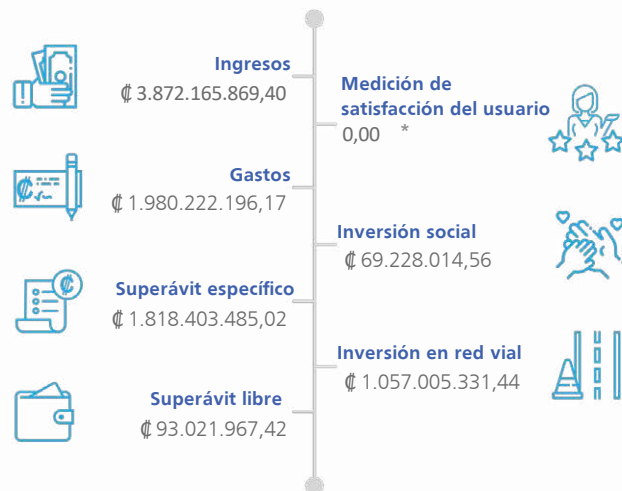 Ingresos
₡ 3.872.165.869,40
Gastos
₡ 1.980.222.196,17
Superávit específico
₡ 1.818.403.485,02
Superávit libre
₡ 93.021.967,42
Medición de
satisfacción del usuario
0,00 *
Inversión social
₡ 69.228.014,56
Inversión en red vial
₡ 1.057.005.331,44